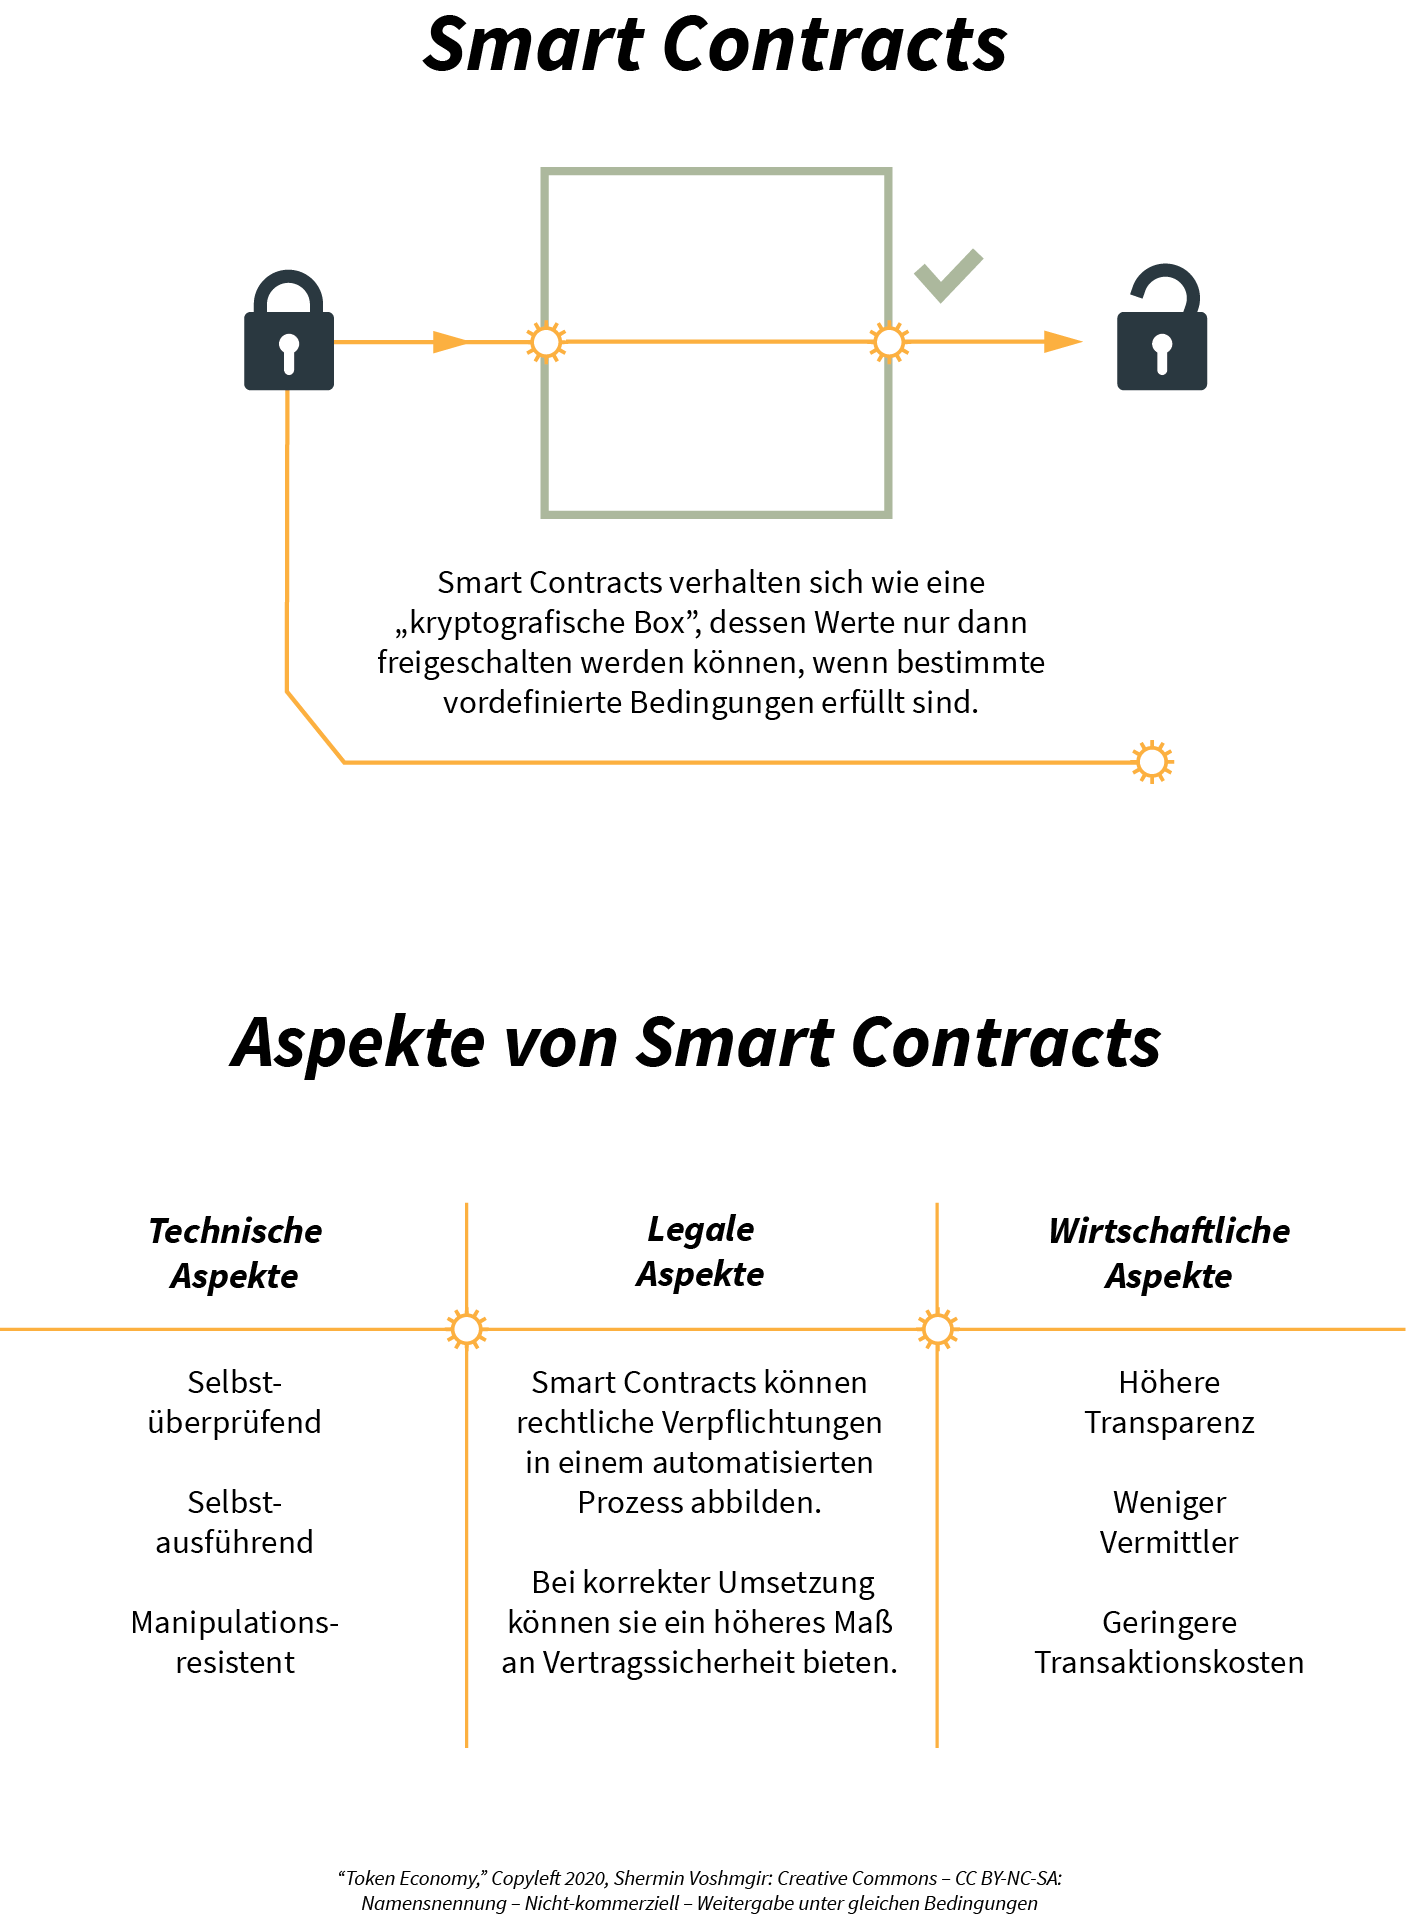 Smart Contracts
Smart Contracts verhalten sich wie eine
„kryptografische Box”, dessen Werte nur dann
freigeschalten werden können, wenn bestimmte
vordefinierte Bedingungen erfüllt sind.
Aspekte von Smart Contracts
Technische
Aspekte
Selbst-
überprüfend
Selbst-
ausführend
Manipulations-
resistent
Legale
Aspekte
Smart Contracts können
rechtliche Verpflichtungen
in einem automatisierten
Prozess abbilden.
Bei korrekter Umsetzung
können sie ein höheres Maß
an Vertragssicherheit bieten.
Wirtschaftliche
Aspekte
Höhere
Transparenz
Weniger
Vermittler
Geringere
Transaktionskosten
“Token Economy,” Copyleft 2020, Shermin Voshmgir: Creative Commons – CC BY-NC-SA:
Namensnennung – Nicht-kommerziell – Weitergabe unter gleichen Bedingungen